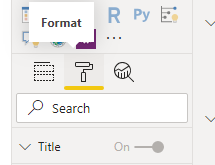 Format
R Py
...
Search
Title On